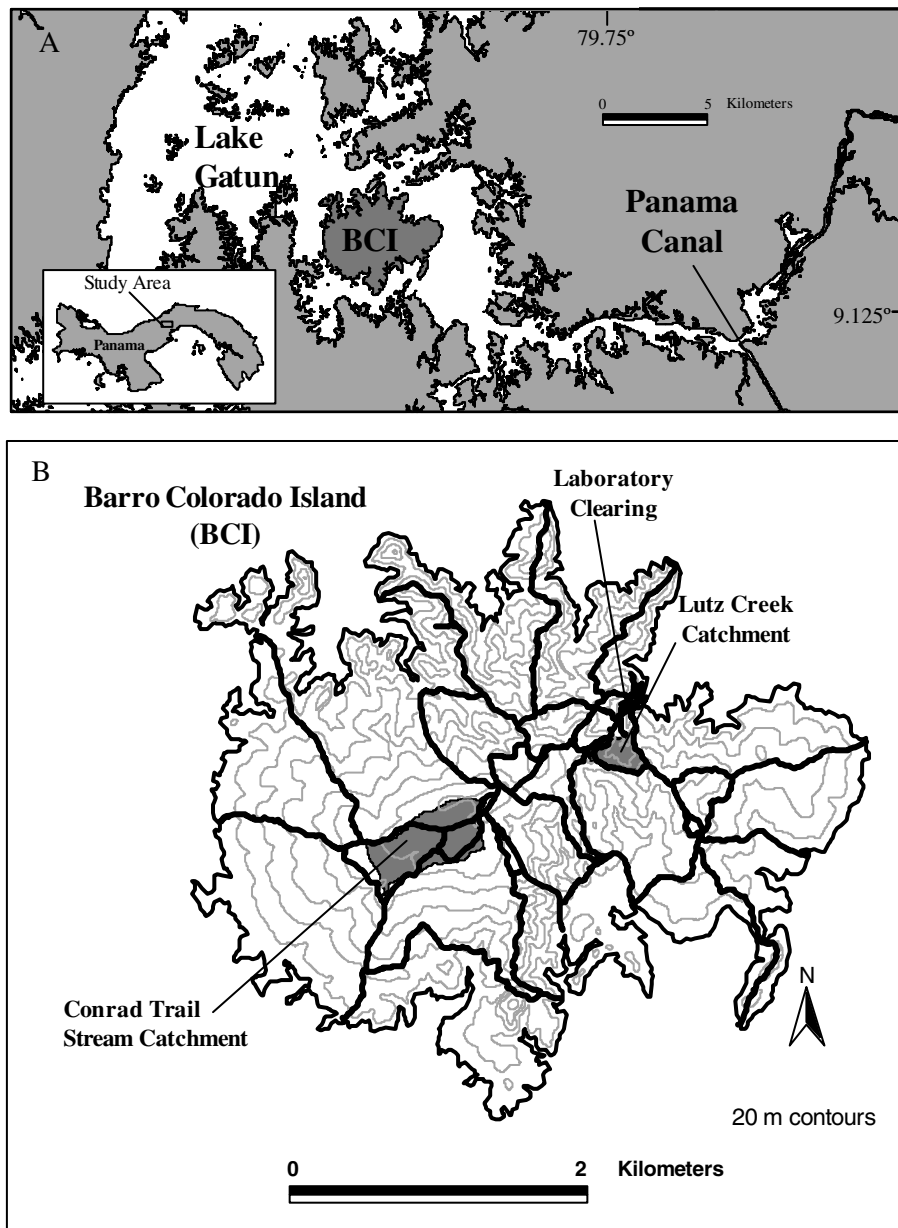 A
79.75º
0 5 Kilometers
Lake
Gatun
BCI
Panama
Canal
9.125º
Study Area
Panama
B
Barro Colorado Island
(BCI)
Laboratory
Clearing
Lutz Creek
Catchment
Conrad Trail
Stream Catchment
N
20 m contours
0 2 Kilometers